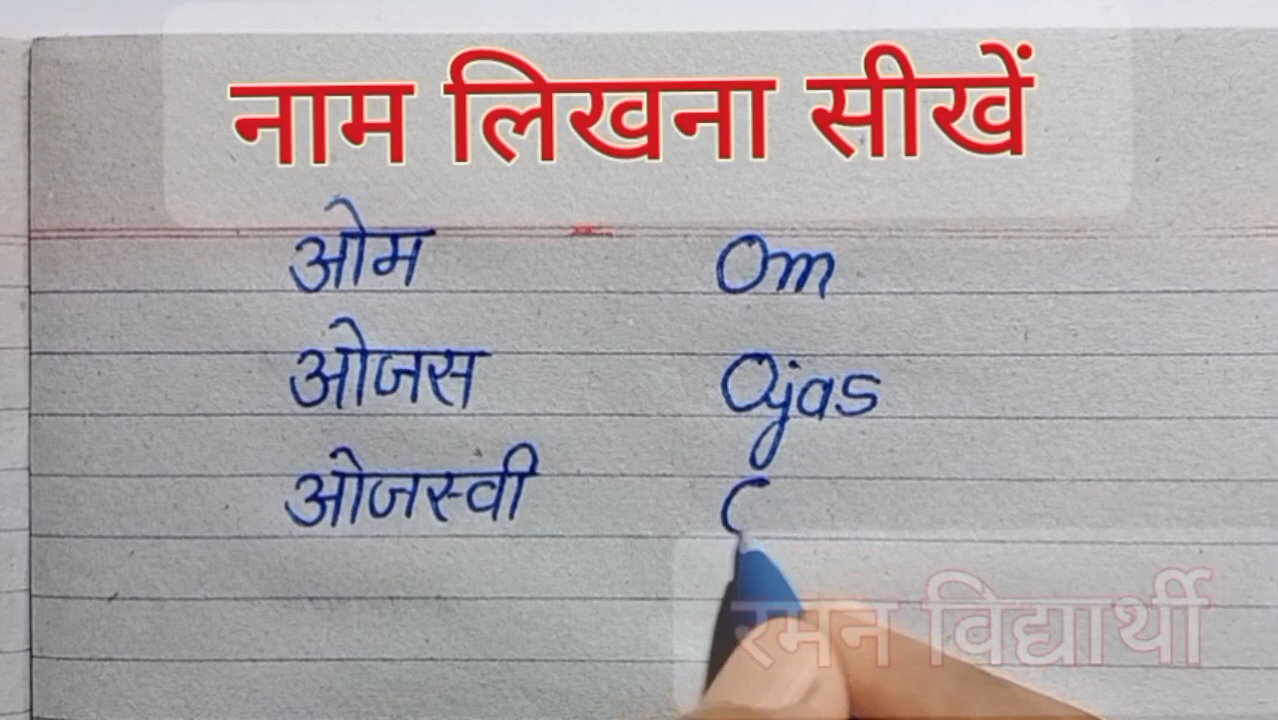 नाम लिखना सीखें
ओम Om
ओजस Ojas
ओजस्वी
रमन विद्यार्थी